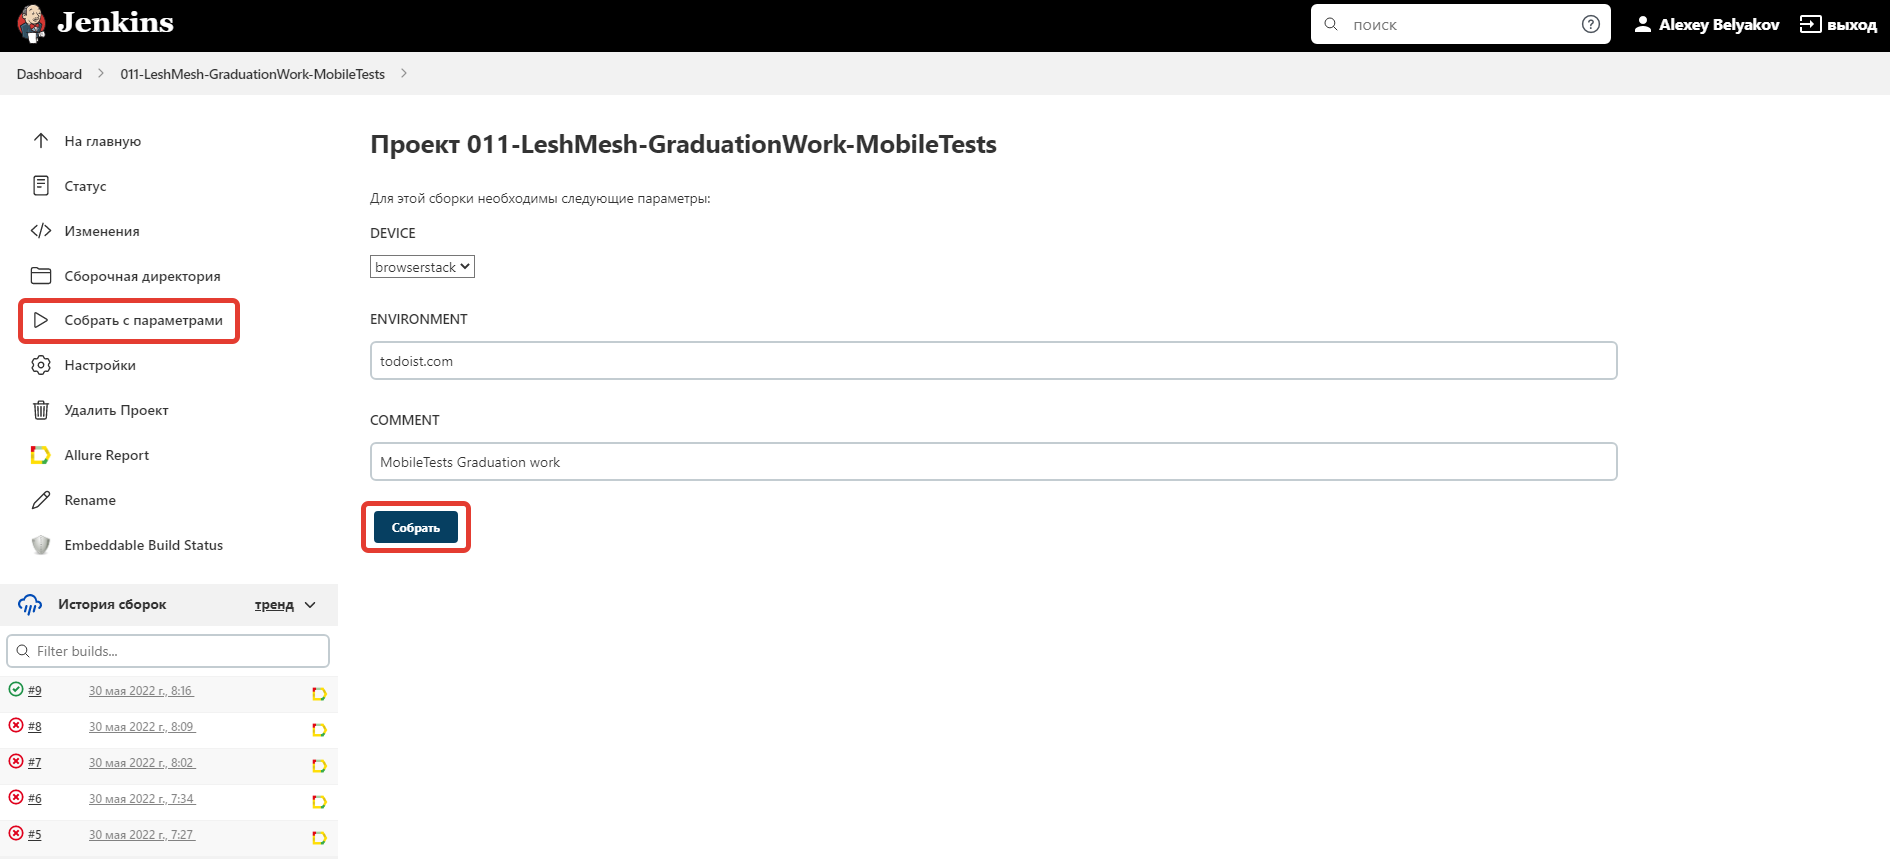 Jenkins
поиск
Alexey Belyakov
выход
Dashboard
011-LeshMesh-GraduationWork-MobileTests
На главную
Статус
Изменения
Сборочная директория
Собрать с параметрами
Настройки
Удалить Проект
Allure Report
Rename
Embeddable Build Status
История сборок
тренд
Filter builds...
#9 30 мая 2022 г., 8:16
#8 30 мая 2022 г., 8:09
#7 30 мая 2022 г., 8:02
#6 30 мая 2022 г., 7:34
#5 30 мая 2022 г., 7:27
Проект 011-LeshMesh-GraduationWork-MobileTests
Для этой сборки необходимы следующие параметры:
DEVICE
browserstack
ENVIRONMENT
todoist.com
COMMENT
MobileTests Graduation work
Собрать